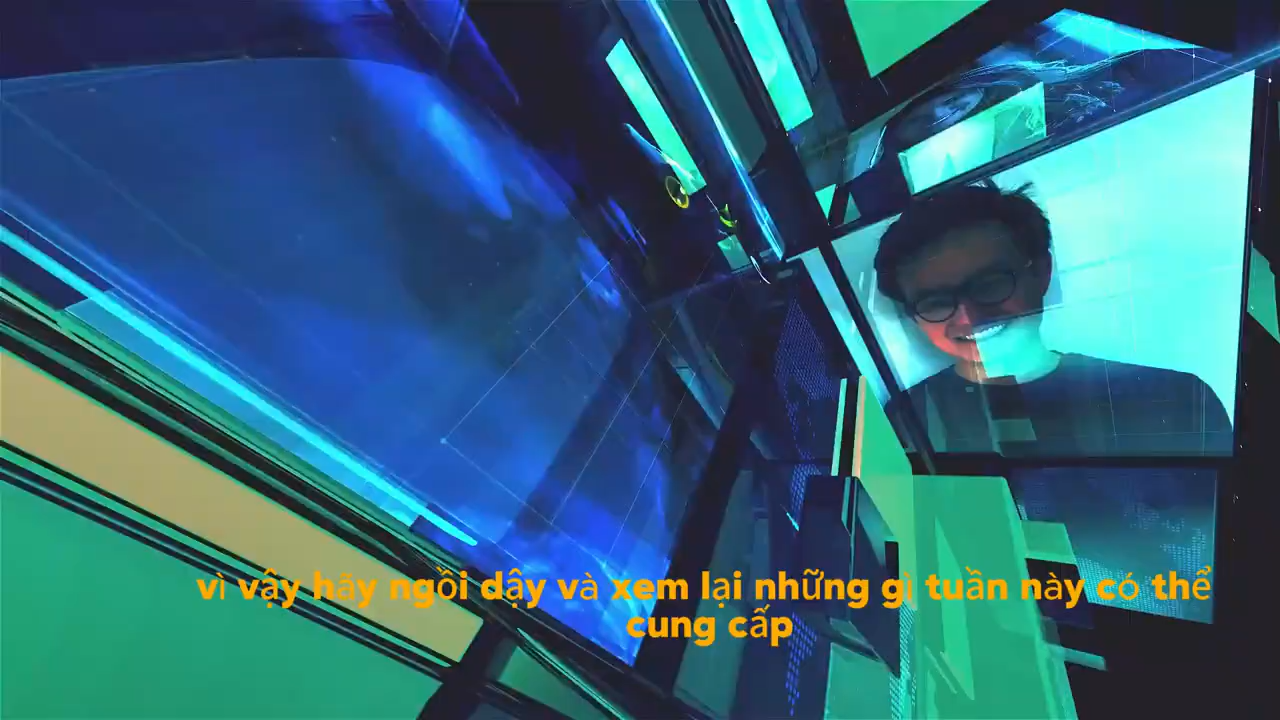 vì vậy hãy ngồi dậy và xem lại những gì tuần này có thể
cung cấp